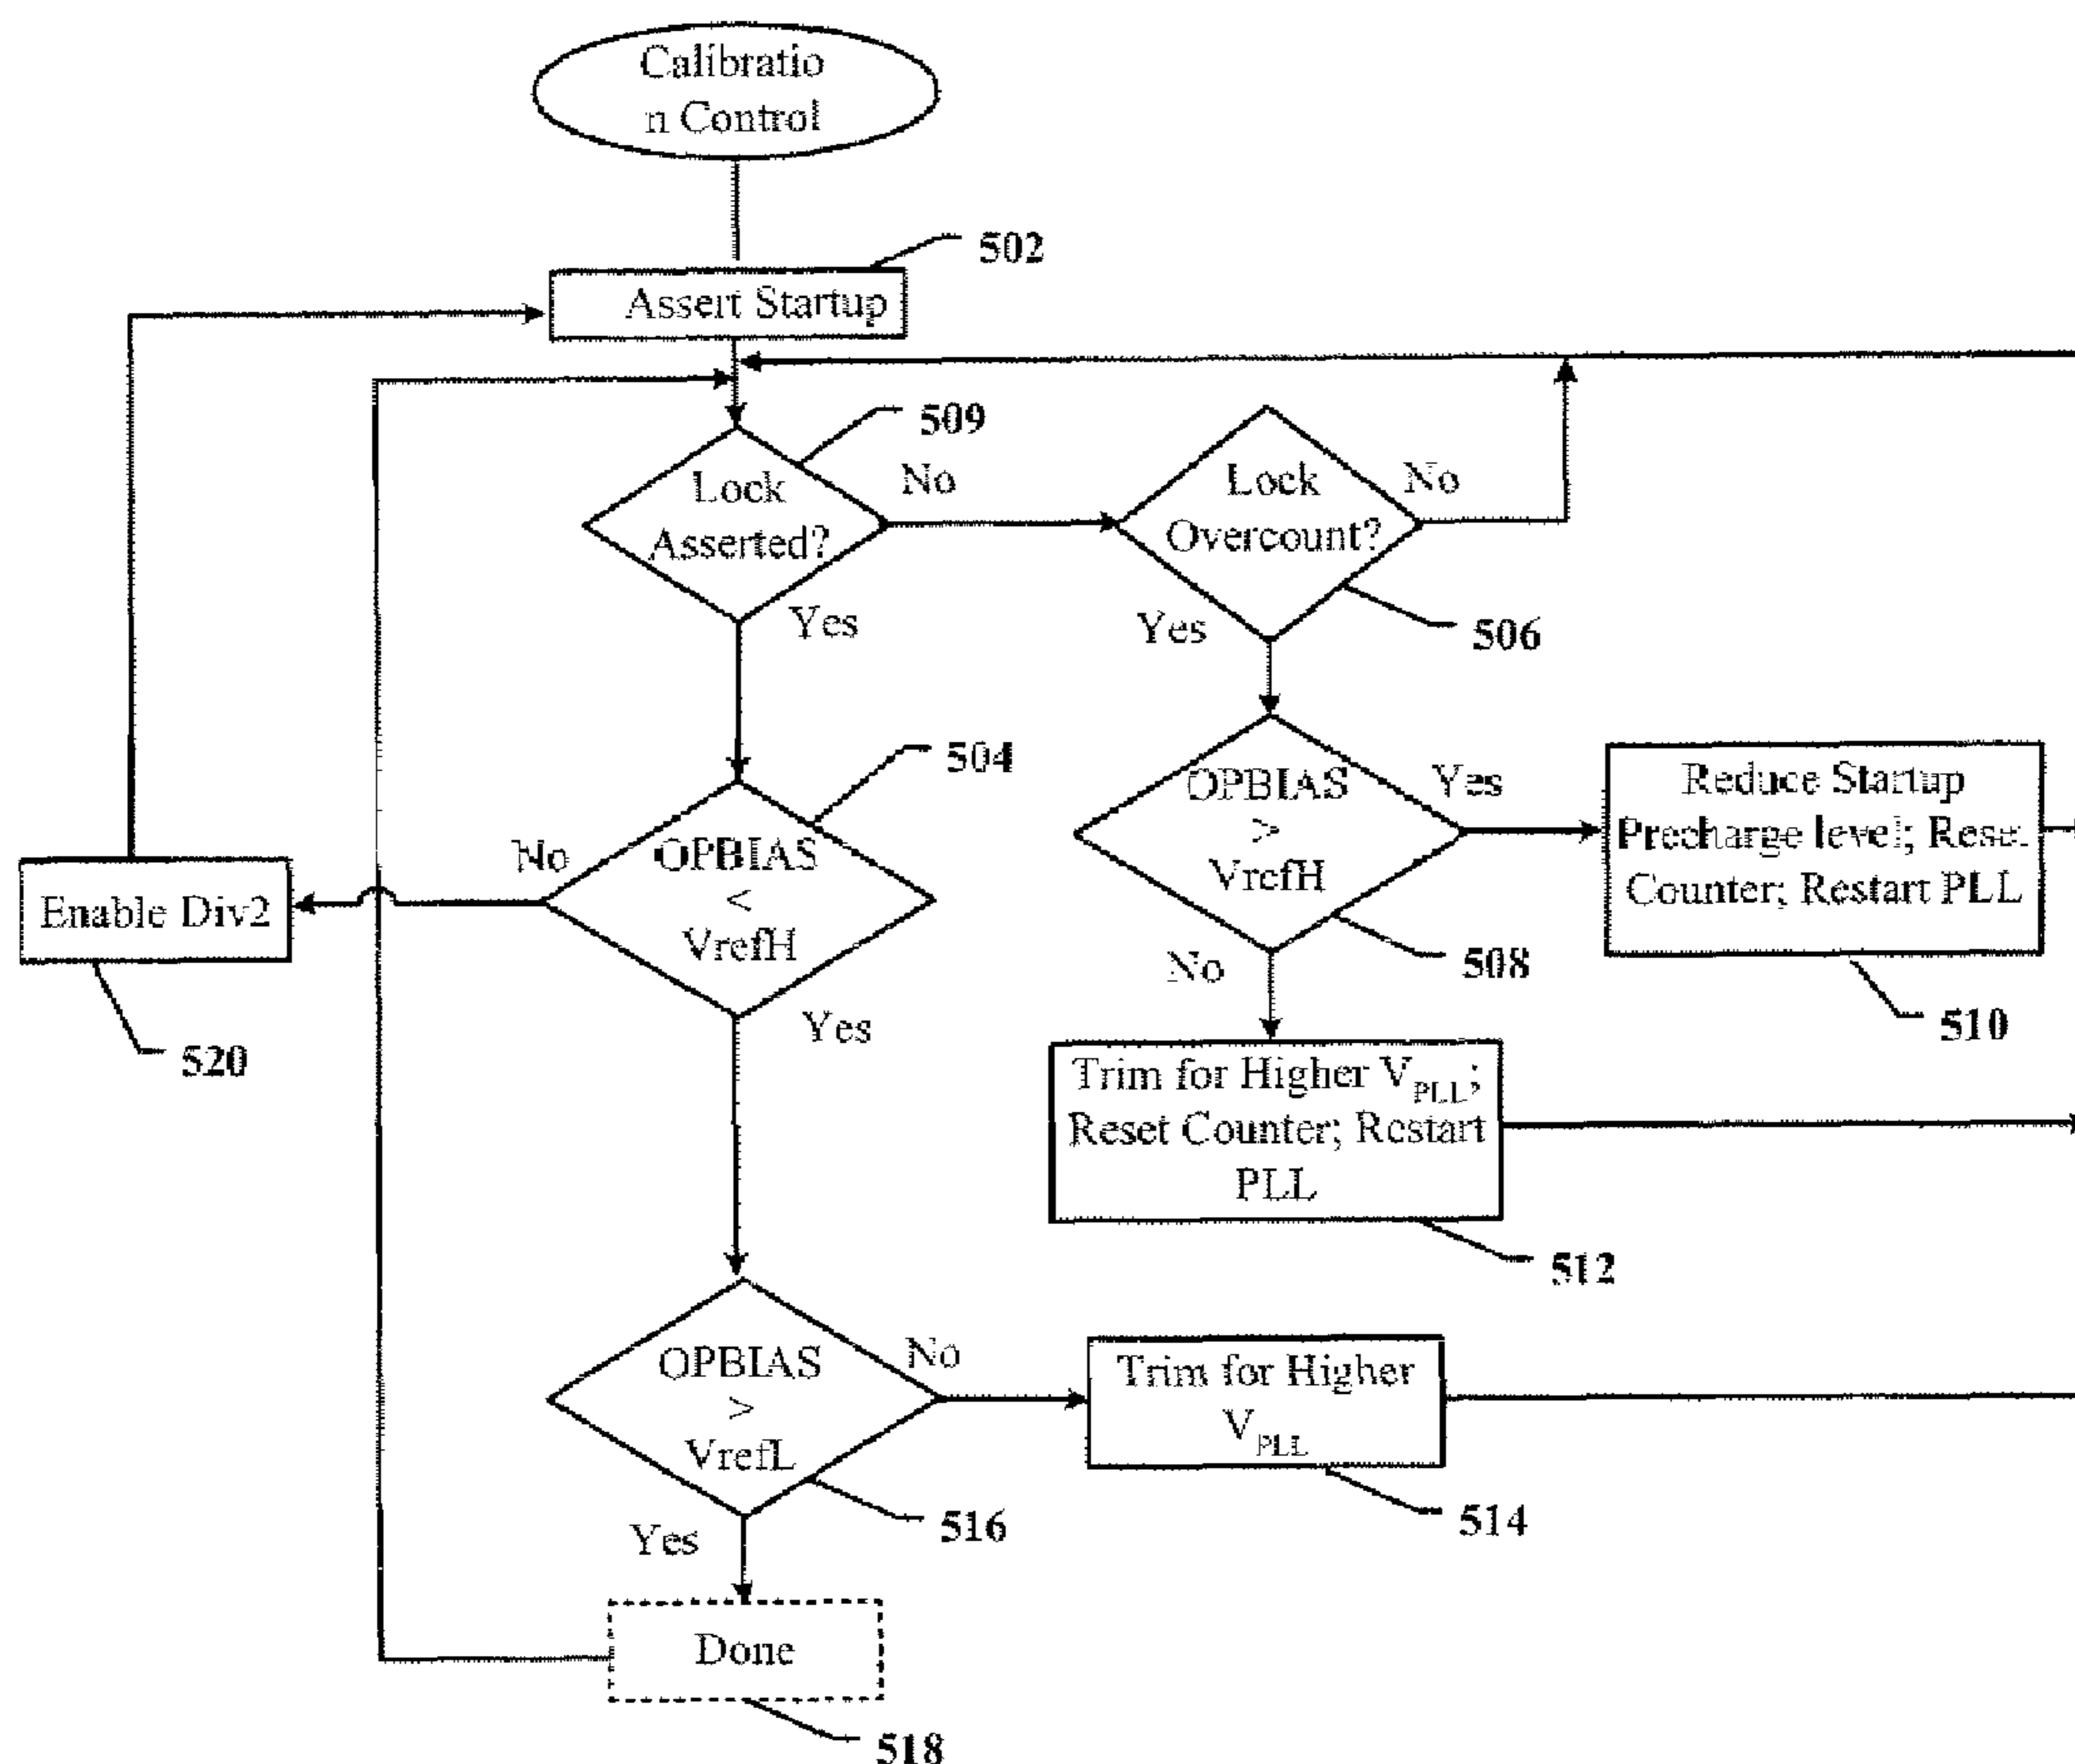 Calibratio
n Control
502
Assert Startup
509
Lock
Asserted?
No
Yes
Lock
Overcount?
No
Yes
506
504
OPBIAS
<
VrefH
No
Yes
Enable Div2
520
OPBIAS
>
VrefH
Yes
No
508
Reduce Startup
Precharge level; Reset
Counter; Restart PLL
510
Trim for Higher V_PLL;
Reset Counter; Restart
PLL
512
OPBIAS
>
VrefL
No
Yes
516
Trim for Higher
V_PLL
514
Done
518